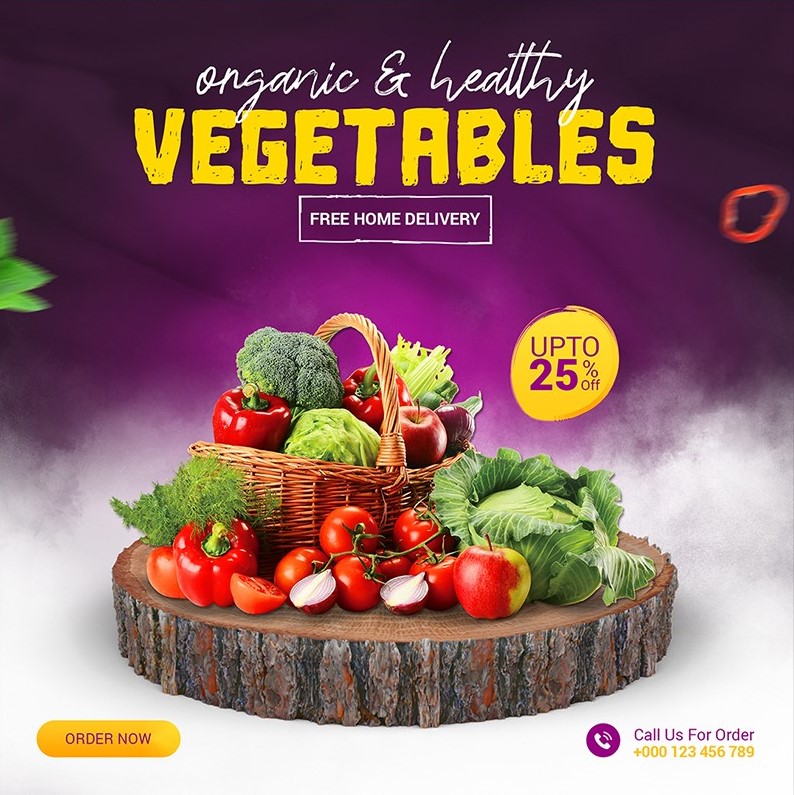 organic & healthy
VEGETABLES
FREE HOME DELIVERY
UPTO
25% Off
ORDER NOW
Call Us For Order
+000 123 456 789